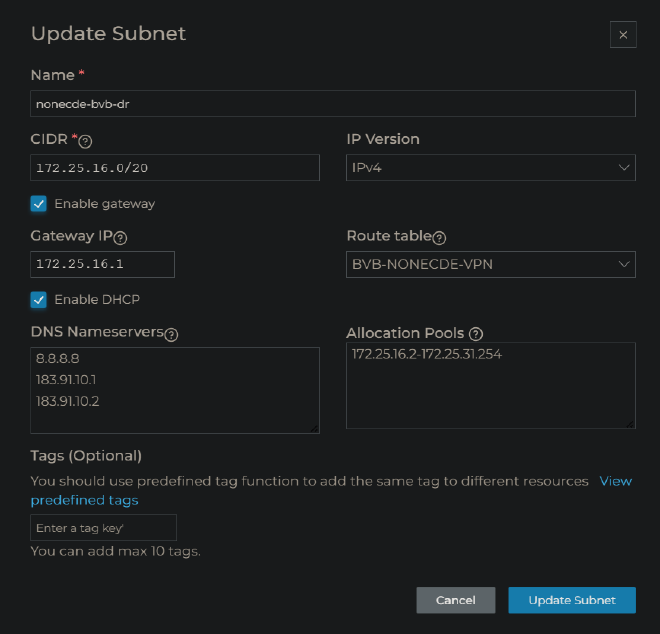 Update Subnet
Name *
nonecde-bvb-dr
CIDR *
IP Version
172.25.16.0/20
IPv4
Enable gateway
Gateway IP
Route table
172.25.16.1
BVB-NONECDE-VPN
Enable DHCP
DNS Nameservers
Allocation Pools
8.8.8.8
183.91.10.1
183.91.10.2
172.25.16.2-172.25.31.254
Tags (Optional)
You should use predefined tag function to add the same tag to different resources View
predefined tags
Enter a tag key'
You can add max 10 tags.
Cancel
Update Subnet